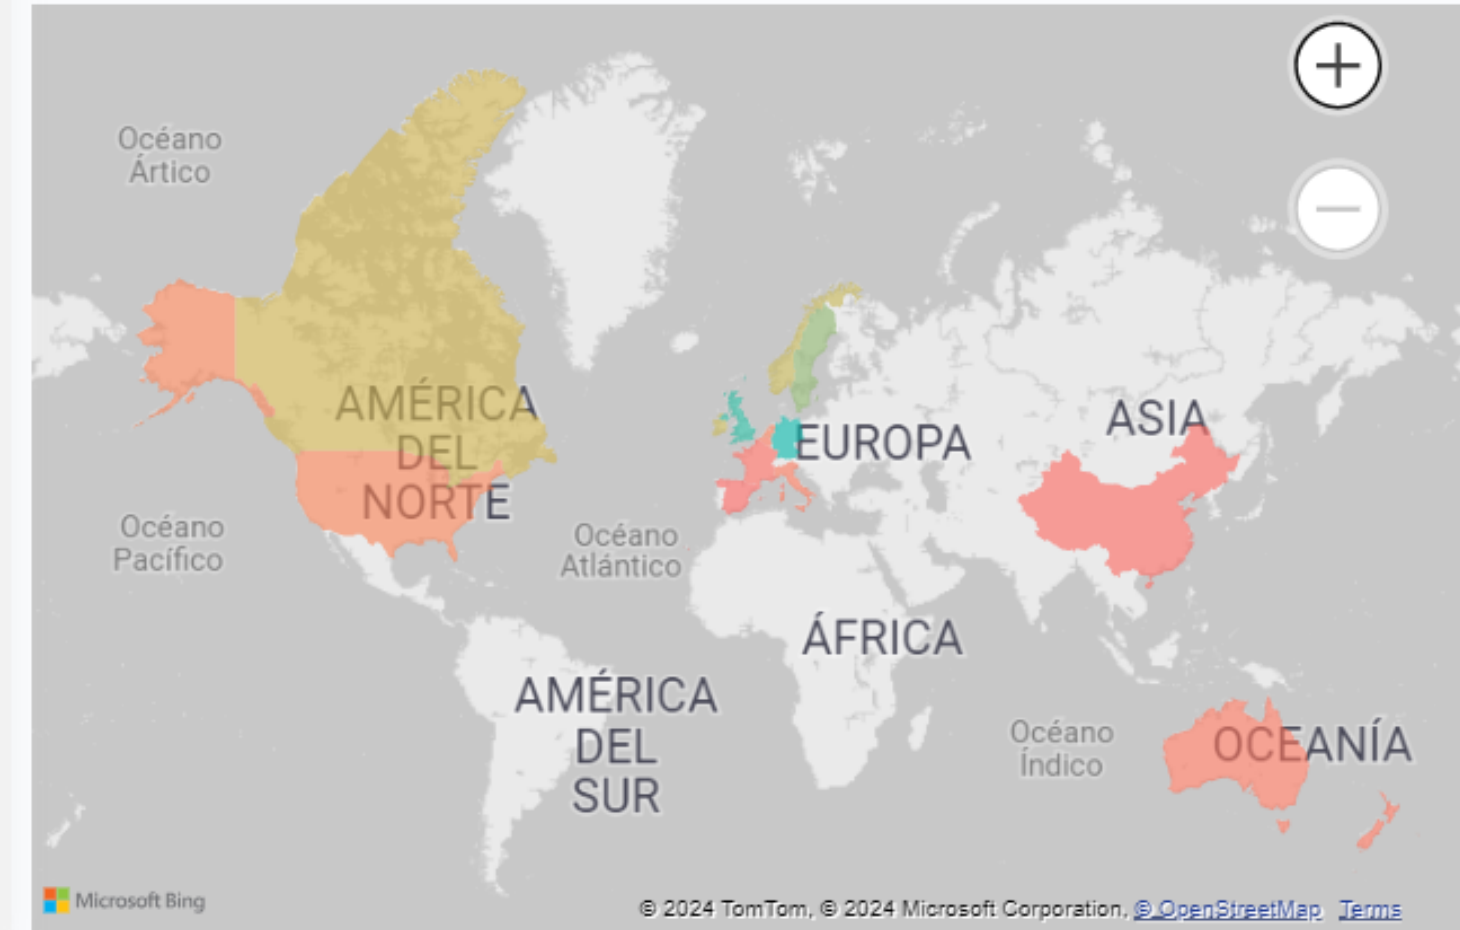 Océano
Ártico
AMÉRICA
DEL
NORTE
EUROPA
ASIA
Océano
Pacífico
Océano
Atlántico
ÁFRICA
AMÉRICA
DEL
SUR
Océano
Índico
OCEANÍA
Microsoft Bing
© 2024 TomTom, © 2024 Microsoft Corporation, © OpenStreetMap Terms